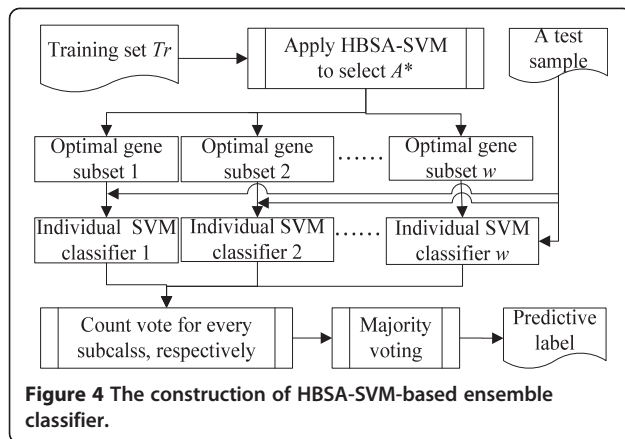 Training set Tr
Apply HBSA-SVM
to select A*
A test
sample
Optimal gene
subset 1
Optimal gene
subset 2
......
Optimal gene
subset w
Individual SVM
classifier 1
Individual SVM
classifier 2
......
Individual SVM
classifier w
Count vote for every
subcalss, respectively
Majority
voting
Predictive
label
Figure 4 The construction of HBSA-SVM-based ensemble
classifier.